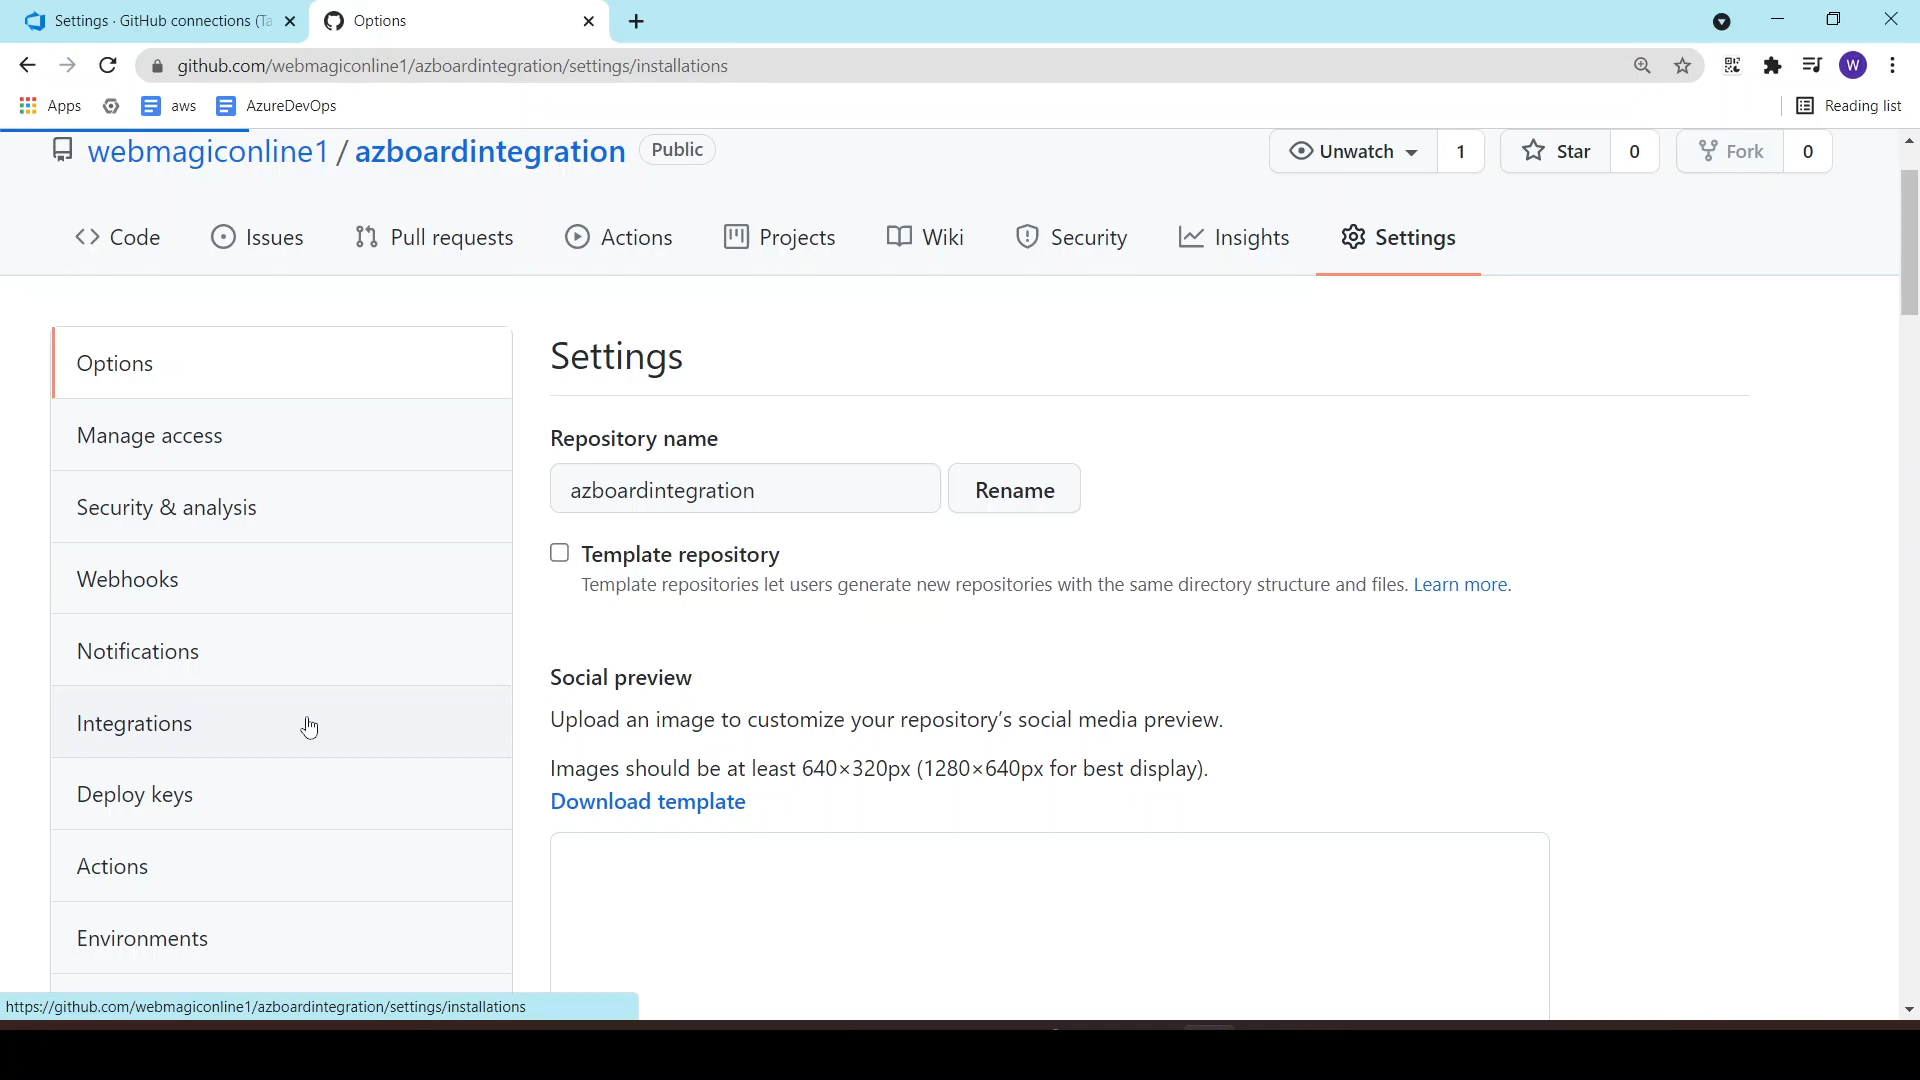 Settings · GitHub connections (Ta
Options
github.com/webmagiconline1/azboardintegration/settings/installations
W
Apps
aws
AzureDevOps
Reading list
webmagiconline1 / azboardintegration Public
Unwatch 1
Star 0
Fork 0
Code
Issues
Pull requests
Actions
Projects
Wiki
Security
Insights
Settings
Options
Manage access
Security & analysis
Webhooks
Notifications
Integrations
Deploy keys
Actions
Environments
Settings
Repository name
azboardintegration
Rename
Template repository
Template repositories let users generate new repositories with the same directory structure and files. Learn more.
Social preview
Upload an image to customize your repository’s social media preview.
Images should be at least 640×320px (1280×640px for best display).
Download template
https://github.com/webmagiconline1/azboardintegration/settings/installations